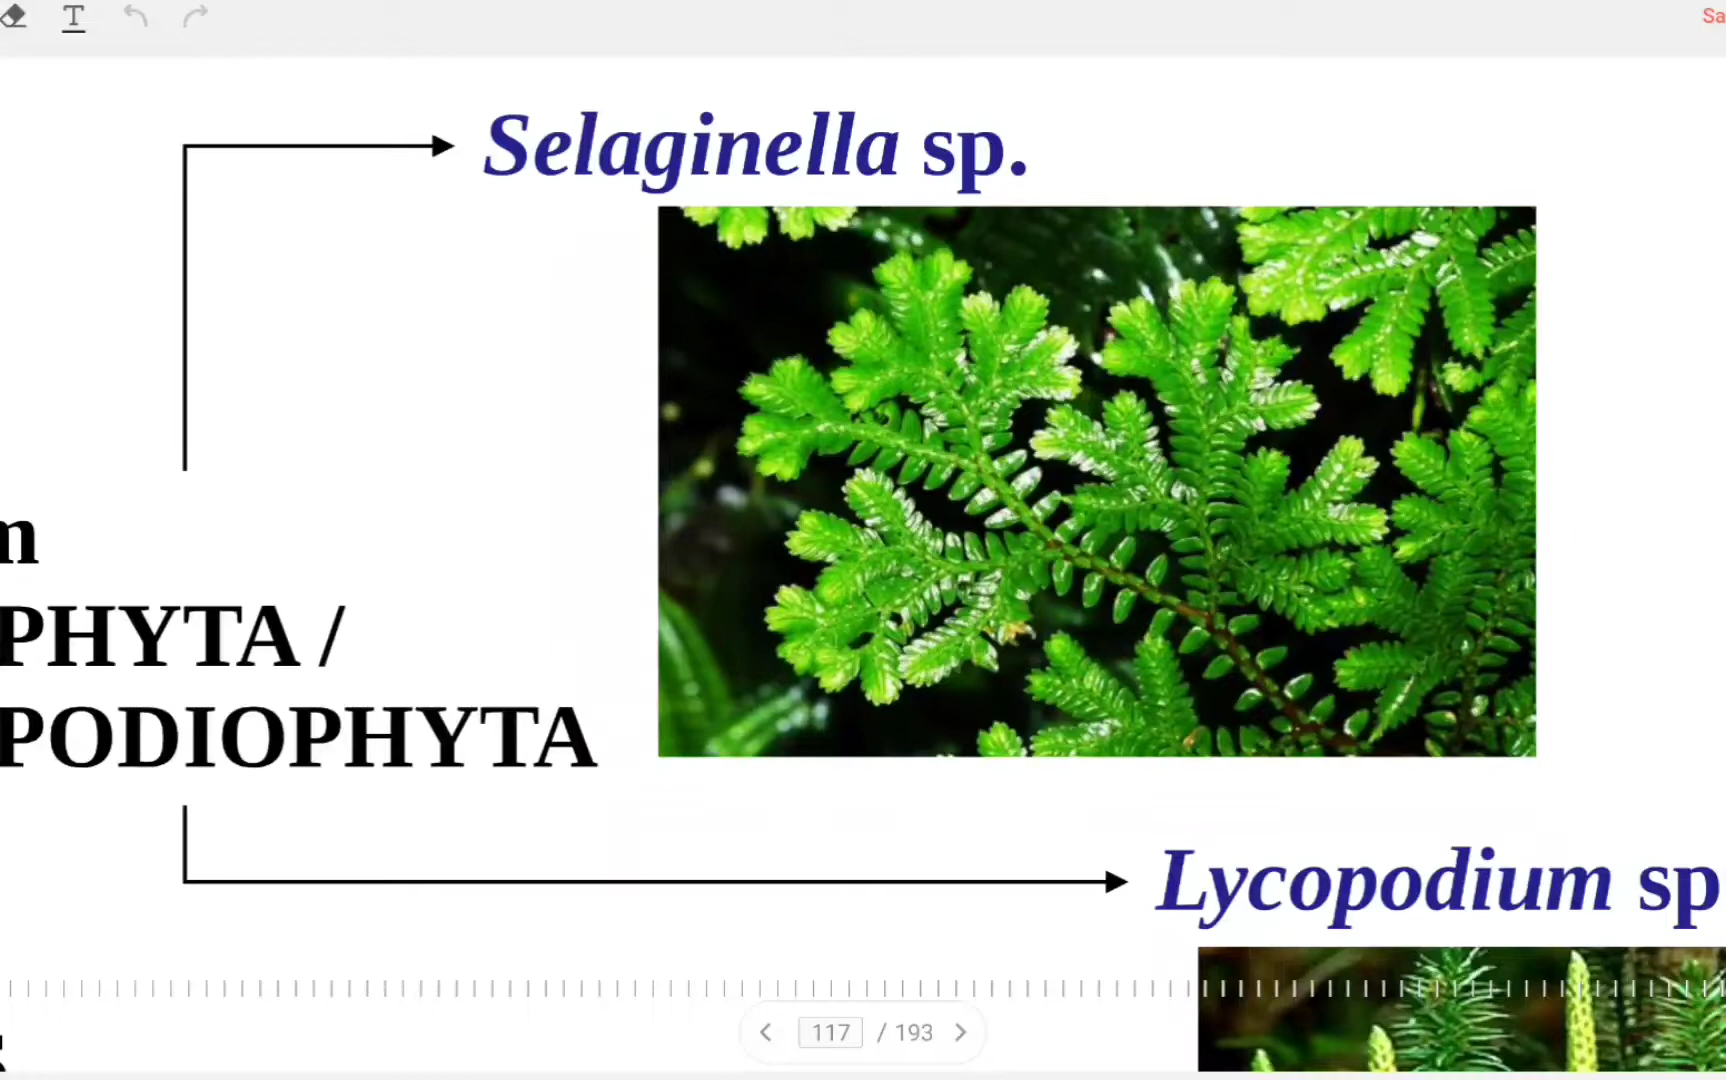 T
Sa
Selaginella sp.
m
PHYTA /
PODIOPHYTA
Lycopodium sp
117 / 193